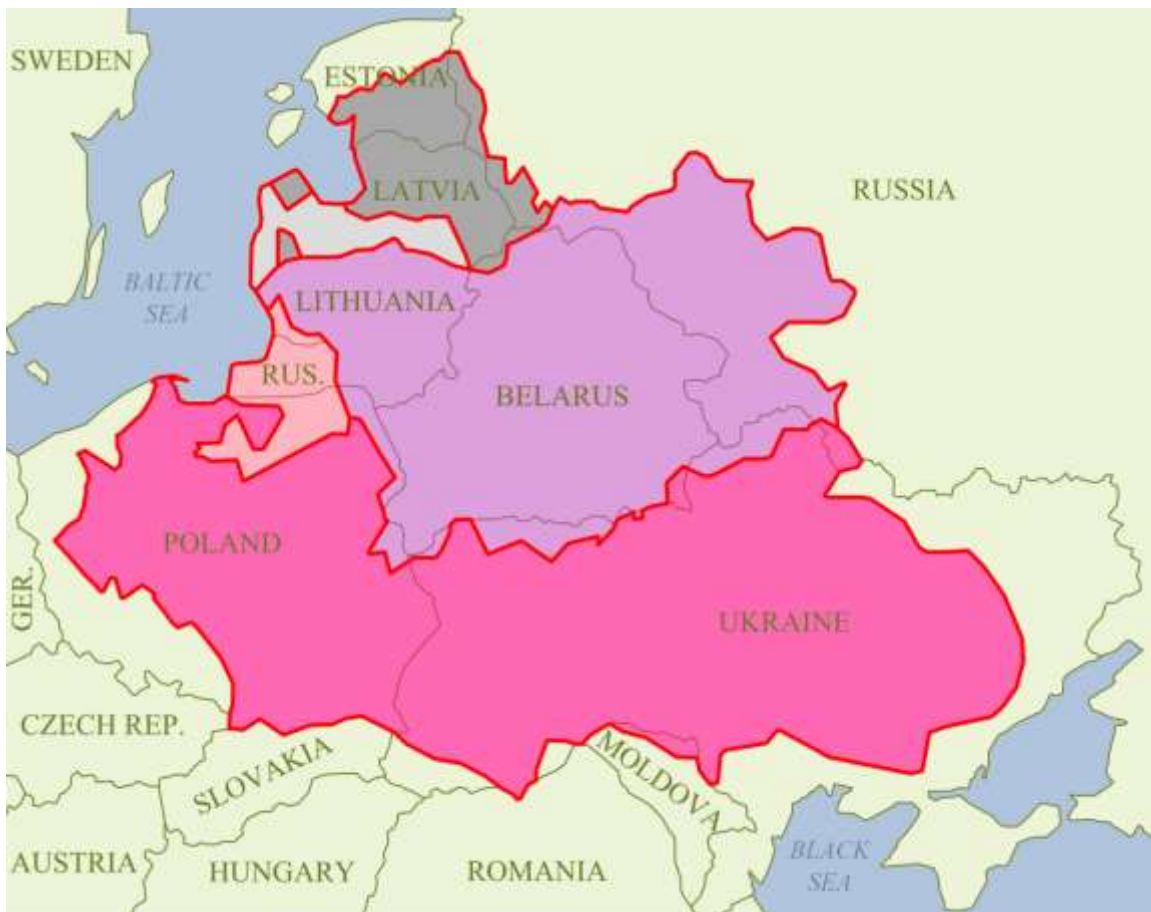 SWEDEN
ESTONIA
RUSSIA
LATVIA
BALTIC
SEA
LITHUANIA
RUS.
BELARUS
POLAND
GER.
UKRAINE
CZECH REP.
SLOVAKIA
MOLDOVA
AUSTRIA
HUNGARY
ROMANIA
BLACK
SEA